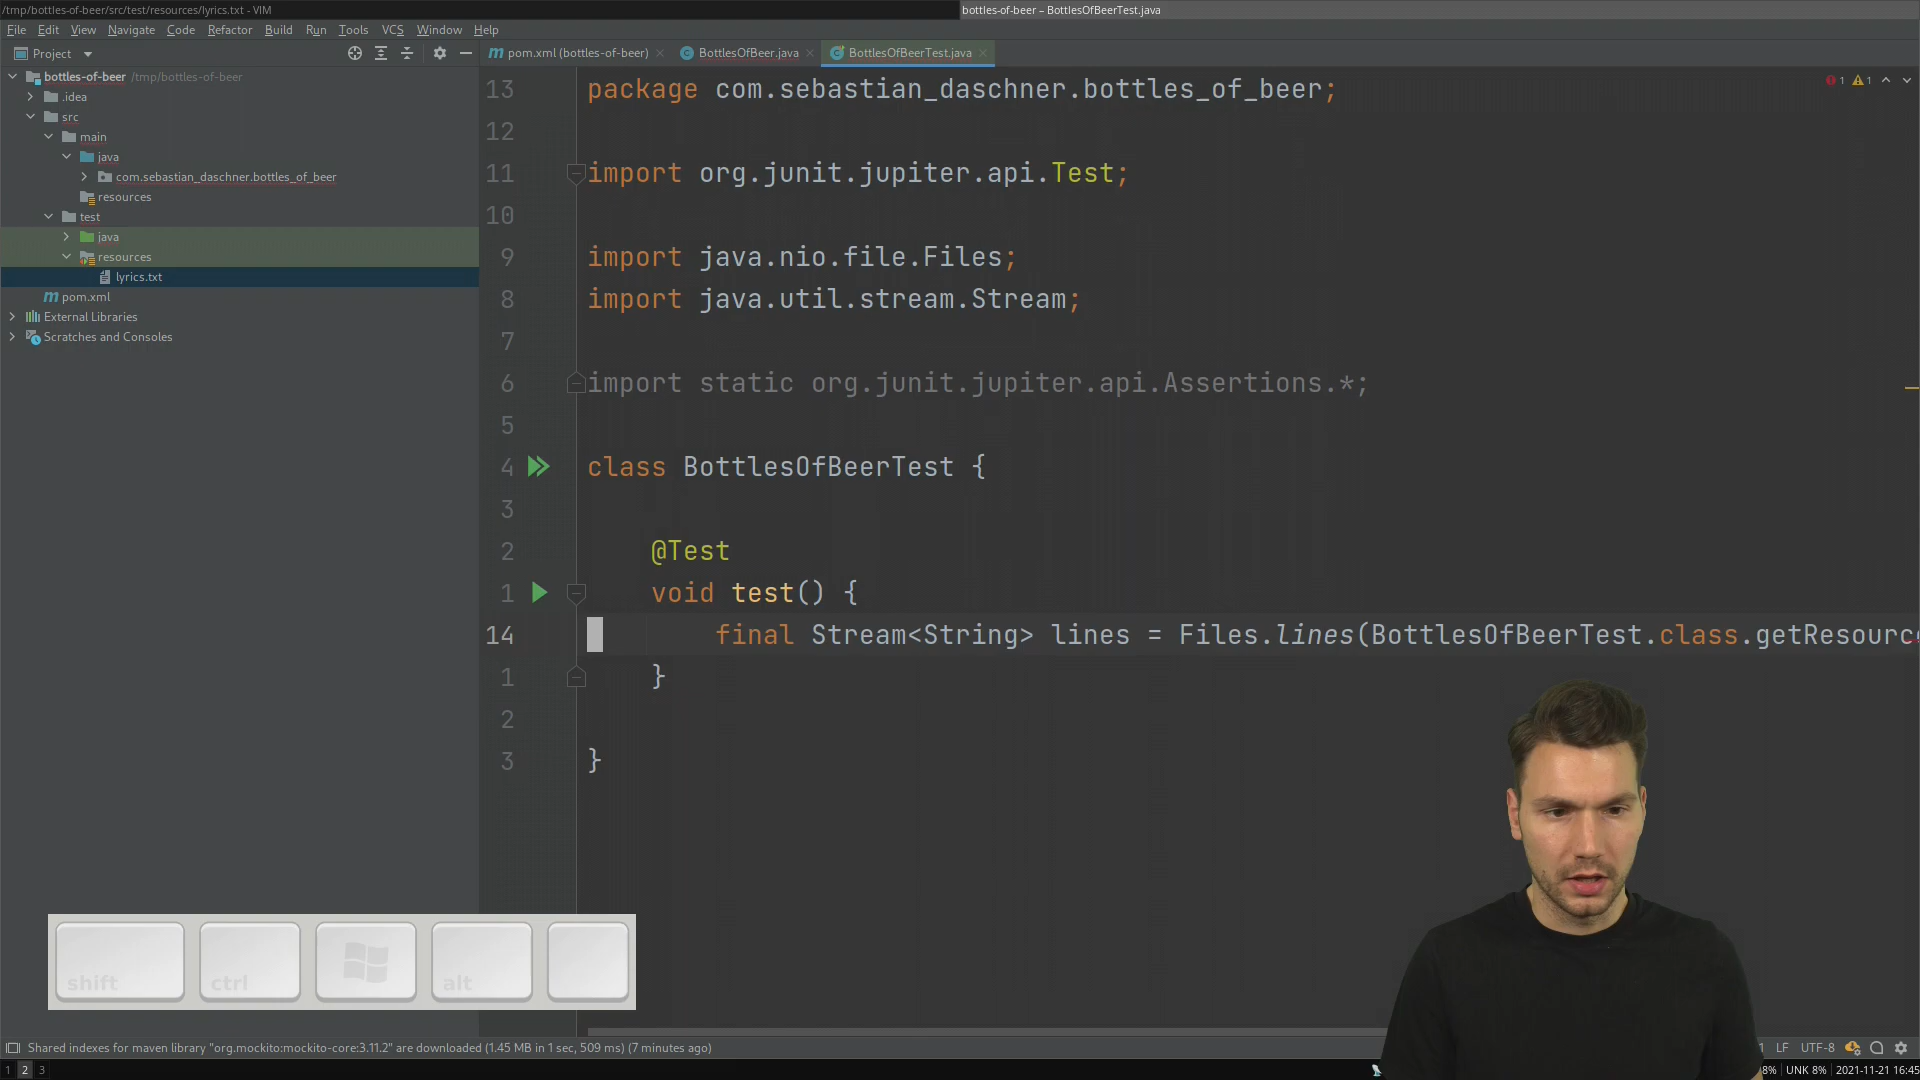 /tmp/bottles-of-beer/src/test/resources/lyrics.txt - VIM
bottles-of-beer – BottlesOfBeerTest.java
File Edit View Navigate Code Refactor Build Run Tools VCS Window Help
Project
pom.xml (bottles-of-beer)
BottlesOfBeer.java
BottlesOfBeerTest.java
bottles-of-beer /tmp/bottles-of-beer
.idea
src
main
java
com.sebastian_daschner.bottles_of_beer
resources
test
java
resources
lyrics.txt
pom.xml
External Libraries
Scratches and Consoles
1 1
13 package com.sebastian_daschner.bottles_of_beer;
12
11 import org.junit.jupiter.api.Test;
10
9 import java.nio.file.Files;
8 import java.util.stream.Stream;
7
6 import static org.junit.jupiter.api.Assertions.*;
5
4 class BottlesOfBeerTest {
3
2 @Test
1 void test() {
14 final Stream<String> lines = Files.lines(BottlesOfBeerTest.class.getResourc
1 }
2
3 }
shift ctrl alt
Shared indexes for maven library "org.mockito:mockito-core:3.11.2" are downloaded (1.45 MB in 1 sec, 509 ms) (7 minutes ago)
LF UTF-8
1 2 3
8% UNK 8% 2021-11-21 16:45